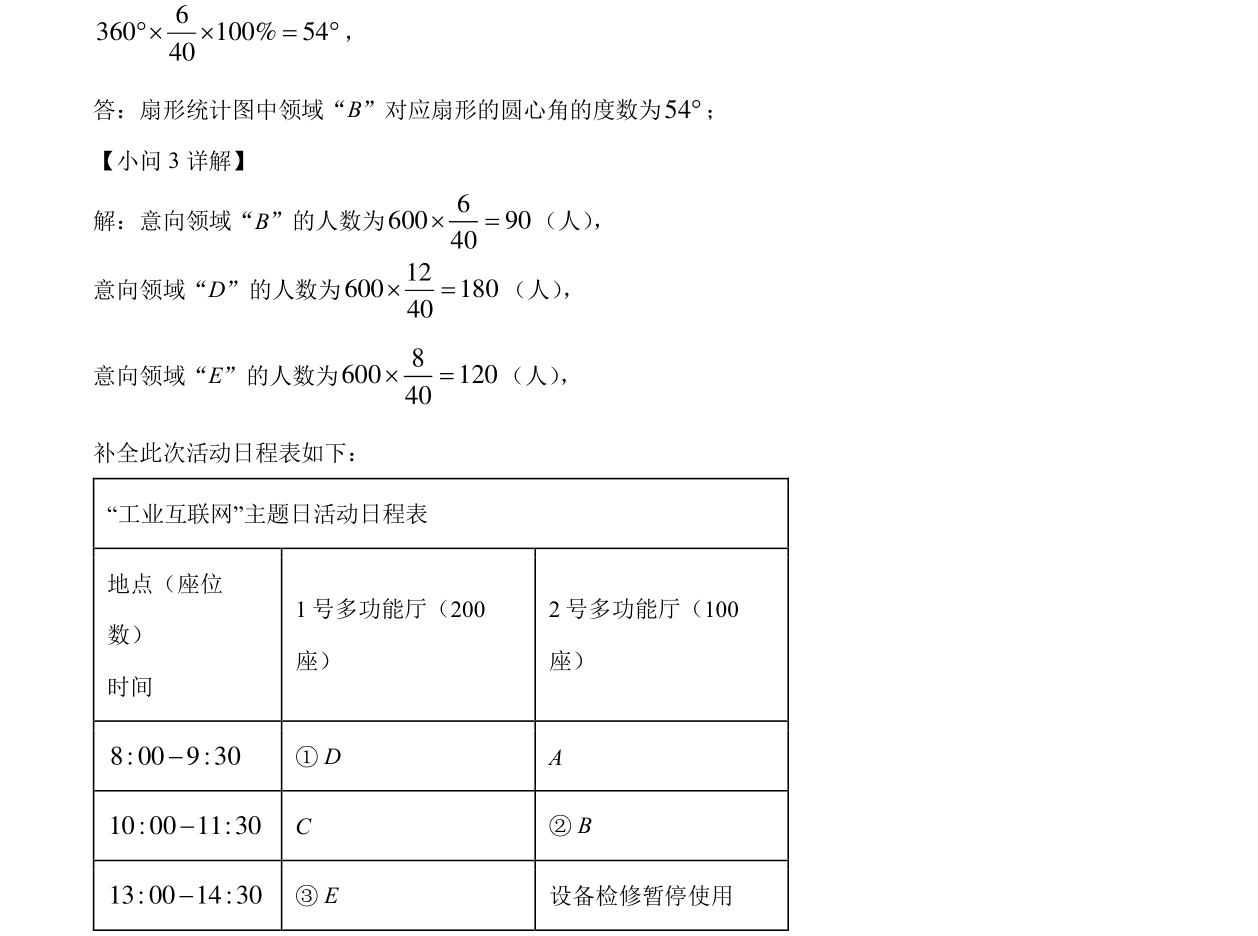 360°×6/40×100%=54°，
答：扇形统计图中领域“B”对应扇形的圆心角的度数为54°；
【小问 3 详解】
解：意向领域“B”的人数为600×6/40=90（人），
意向领域“D”的人数为600×12/40=180（人），
意向领域“E”的人数为600×8/40=120（人），
补全此次活动日程表如下：
“工业互联网”主题日活动日程表
地点（座位
数）
时间
1 号多功能厅（200
座）
2 号多功能厅（100
座）
8:00–9:30
① D
A
10:00–11:30
C
② B
13:00–14:30
③ E
设备检修暂停使用